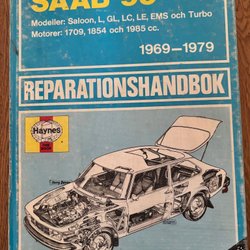 SAAB 99
Modeller: Saloon, L, GL, LC, LE, EMS och Turbo
Motorer: 1709, 1854 och 1985 cc.
1969—1979
REPARATIONSHANDBOK
Haynes